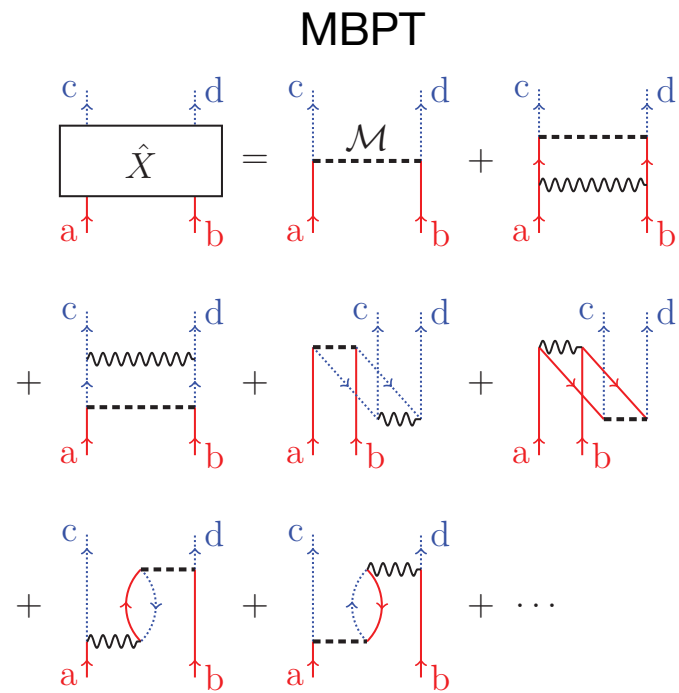 MBPT
c d c d c d
X̂ = ℳ +
a b a b a b
c d c d c d
+ + +
a b a b a b
c d c d
+ + + ⋯
a b a b